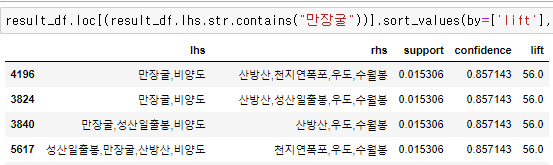 result_df.loc[(result_df.lhs.str.contains("만장굴"))].sort_values(by=['lift'],
lhs rhs support confidence lift
4196 만장굴,비양도 산방산,천지연폭포,우도,수월봉 0.015306 0.857143 56.0
3824 만장굴,비양도 산방산,성산일출봉,우도,수월봉 0.015306 0.857143 56.0
3840 만장굴,성산일출봉,비양도 산방산,우도,수월봉 0.015306 0.857143 56.0
5617 성산일출봉,만장굴,산방산,비양도 천지연폭포,우도,수월봉 0.015306 0.857143 56.0